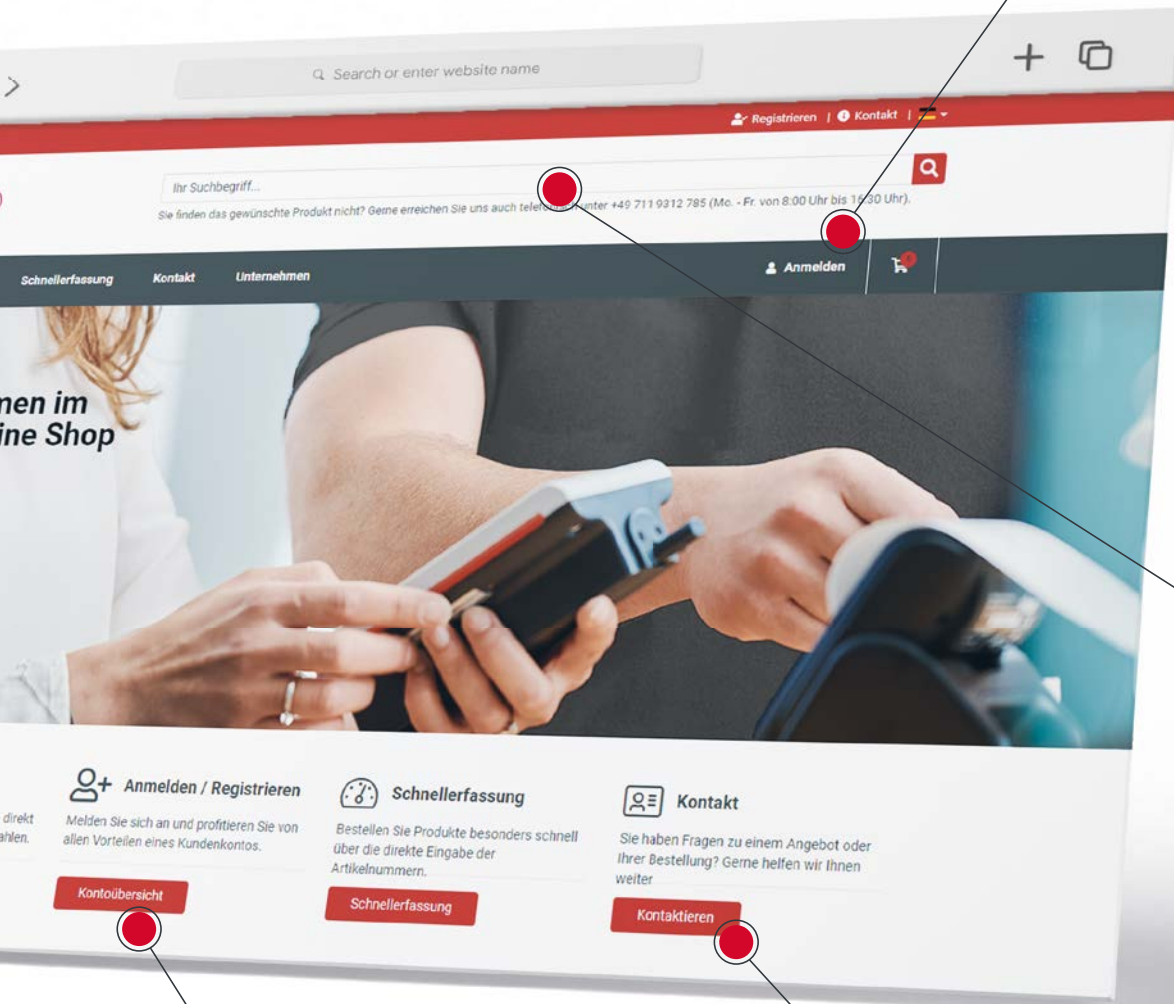 Search or enter website name
Registrieren | Kontakt |
Ihr Suchbegriff...
Sie finden das gewünschte Produkt nicht? Gerne erreichen Sie uns auch unter +49 711 9312 785 (Mo. - Fr. von 8:00 Uhr bis 16:30 Uhr).
Schnellerfassung Kontakt Unternehmen Anmelden
men im
ine Shop
direkt
ahlen.
Anmelden / Registrieren
Melden Sie sich an und profitieren Sie von
allen Vorteilen eines Kundenkontos.
Kontoübersicht
Schnellerfassung
Bestellen Sie Produkte besonders schnell
über die direkte Eingabe der
Artikelnummern.
Schnellerfassung
Kontakt
Sie haben Fragen zu einem Angebot oder
Ihrer Bestellung? Gerne helfen wir Ihnen
weiter
Kontaktieren